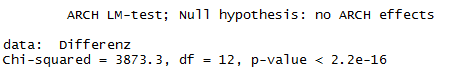 ARCH LM-test; Null hypothesis: no ARCH effects
data: Differenz
Chi-squared = 3873.3, df = 12, p-value < 2.2e-16